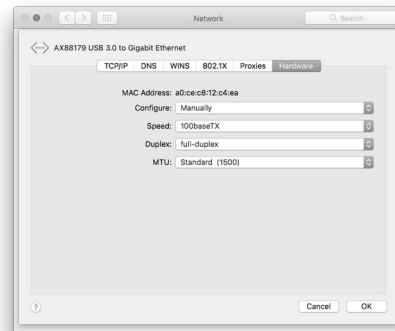 Network
Search
AX88179 USB 3.0 to Gigabit Ethernet
TCP/IP DNS WINS 802.1X Proxies Hardware
MAC Address: a0:ce:c8:12:c4:ea
Configure: Manually
Speed: 100baseTX
Duplex: full-duplex
MTU: Standard (1500)
? Cancel OK